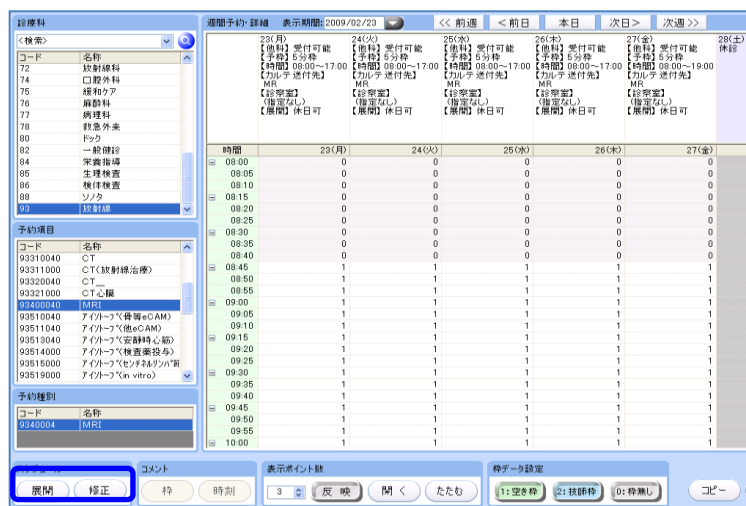 診療科
<検索>
コード 名称
72 放射線科
74 口腔外科
75 緩和ケア
76 麻酔科
77 病理科
78 救急外来
80 ドック
82 一般健診
84 栄養指導
85 生理検査
86 検体検査
88 ソノタ
93 放射線
予約項目
コード 名称
93310040 CT
93311000 CT(放射線治療)
93320040 CT_
93321000 CT心臓
93400040 MRI
93510040 アイソトープ(骨等eCAM)
93511040 アイソトープ(他eCAM)
93513040 アイソトープ(安静時心筋)
93514000 アイソトープ(検査薬投与)
93515000 アイソトープ(センチネルリンパ節
93519000 アイソトープ(in vitro)
予約種別
コード 名称
9340004 MRI
週間予約・詳細 表示期間: 2009/02/23 << 前週 < 前日 本日 次日 > 次週 >>
23(月) 24(火) 25(水) 26(木) 27(金) 28(土)
【他科】受付可能 【他科】受付可能 【他科】受付可能 【他科】受付可能 【他科】受付可能 休診
【予枠】5分枠 【予枠】5分枠 【予枠】5分枠 【予枠】5分枠 【予枠】5分枠
【時間】08:00〜17:00 【時間】08:00〜17:00 【時間】08:00〜17:00 【時間】08:00〜17:00 【時間】08:00〜19:00
【カルテ送付先】 【カルテ送付先】 【カルテ送付先】 【カルテ送付先】 【カルテ送付先】
MR MR MR MR MR
【診察室】 【診察室】 【診察室】 【診察室】 【診察室】
(指定なし) (指定なし) (指定なし) (指定なし) (指定なし)
【展開】休日可 【展開】休日可 【展開】休日可 【展開】休日可 【展開】休日可
時間 23(月) 24(火) 25(水) 26(木) 27(金)
08:00 0 0 0 0 0
08:05 0 0 0 0 0
08:10 0 0 0 0 0
08:15 0 0 0 0 0
08:20 0 0 0 0 0
08:25 0 0 0 0 0
08:30 0 0 0 0 0
08:35 0 0 0 0 0
08:40 0 0 0 0 0
08:45 1 1 1 1 1
08:50 1 1 1 1 1
08:55 1 1 1 1 1
09:00 1 1 1 1 1
09:05 1 1 1 1 1
09:10 1 1 1 1 1
09:15 1 1 1 1 1
09:20 1 1 1 1 1
09:25 1 1 1 1 1
09:30 1 1 1 1 1
09:35 1 1 1 1 1
09:40 1 1 1 1 1
09:45 1 1 1 1 1
09:50 1 1 1 1 1
09:55 1 1 1 1 1
10:00 1 1 1 1 1
コメント 表示ポイント数 枠データ設定
展開 修正 枠 時刻 3 反映 開く たたむ 1:空き枠 2:技師枠 0:枠無し コピー